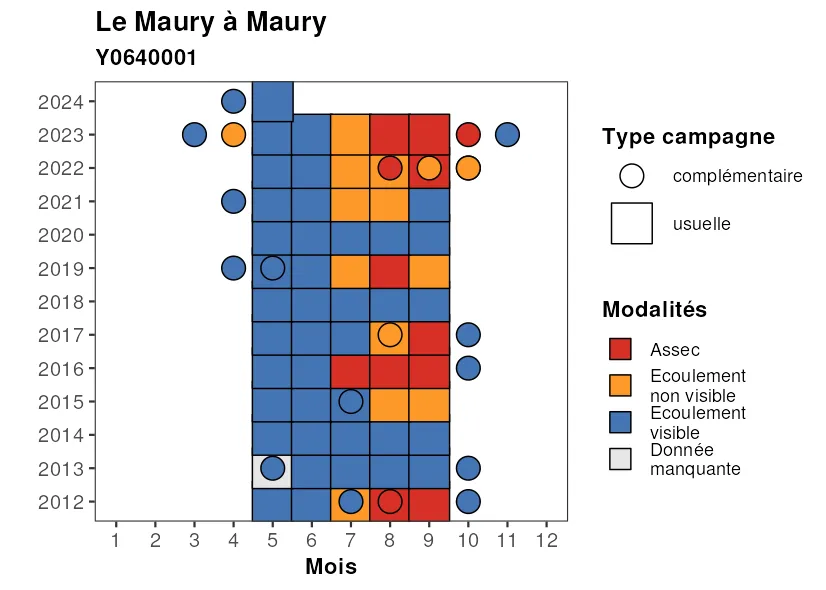 Le Maury à Maury
Y0640001
2024
2023
2022
2021
2020
2019
2018
2017
2016
2015
2014
2013
2012
1 2 3 4 5 6 7 8 9 10 11 12
Mois
Type campagne
complémentaire
usuelle
Modalités
Assec
Ecoulement
non visible
Ecoulement
visible
Donnée
manquante